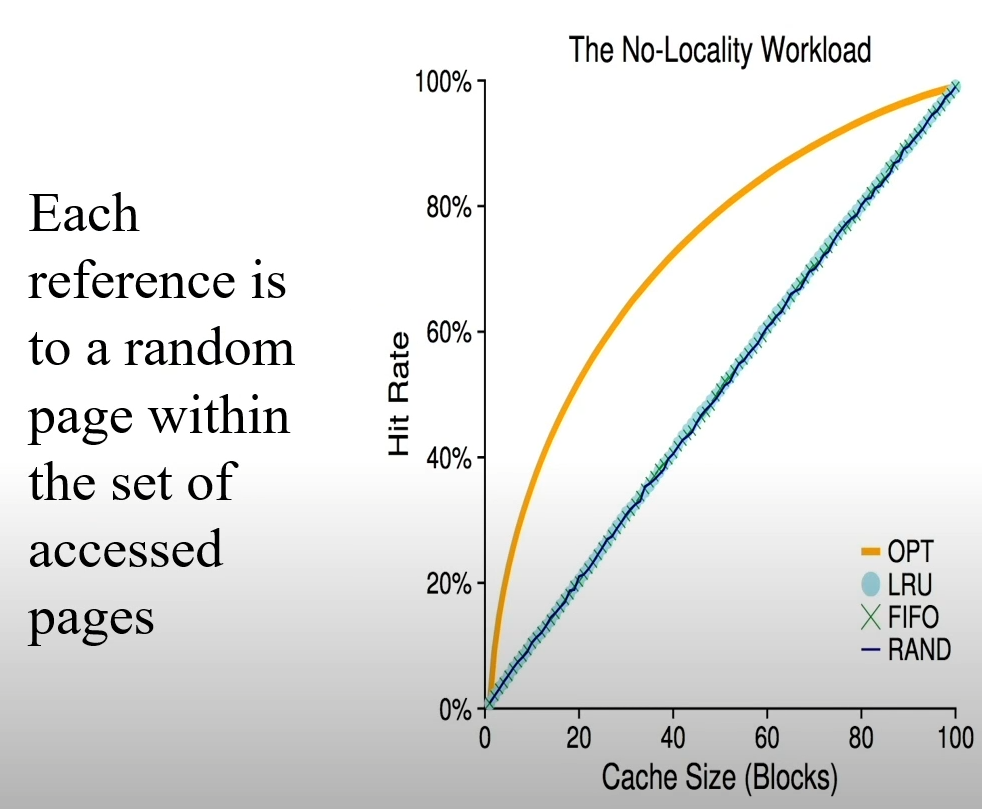 Each
reference is
to a random
page within
the set of
accessed
pages
The No-Locality Workload
100%
80%
60%
40%
20%
0%
Hit Rate
OPT
LRU
FIFO
RAND
0 20 40 60 80 100
Cache Size (Blocks)